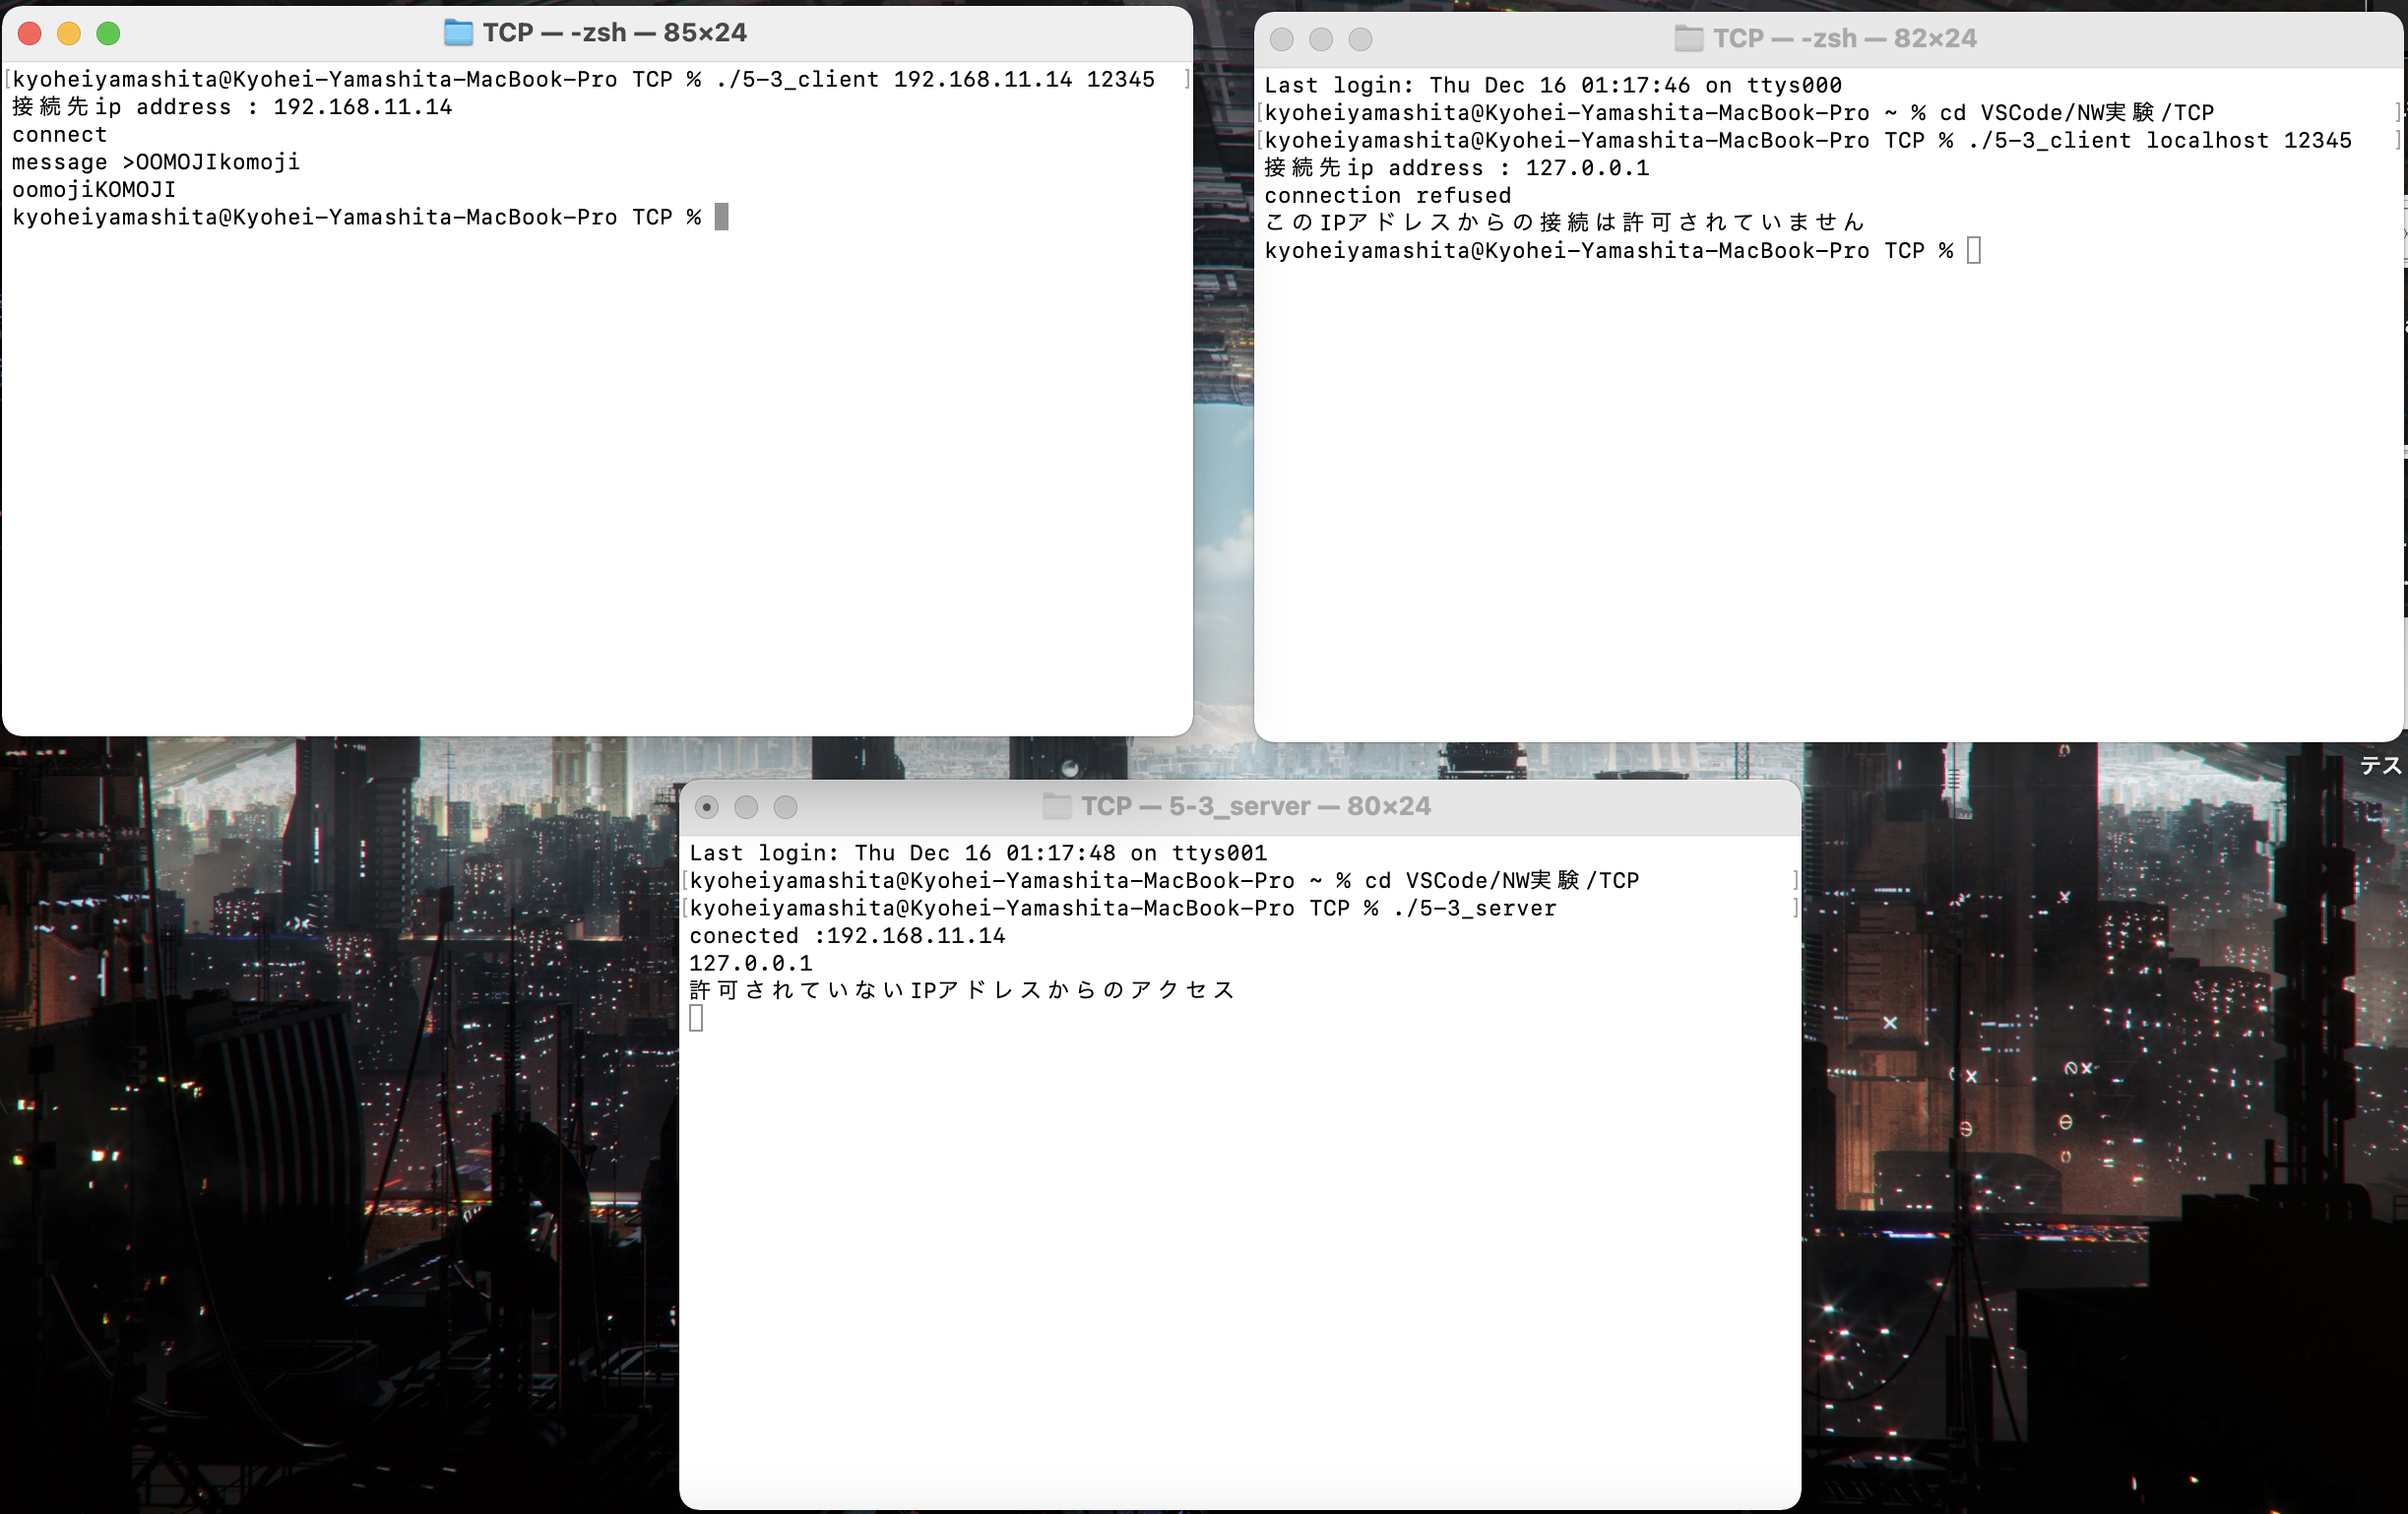 TCP — -zsh — 85×24
kyoheiyamashita@Kyohei-Yamashita-MacBook-Pro TCP % ./5-3_client 192.168.11.14 12345
接続先ip address : 192.168.11.14
connect
message >OOMOJIkomoji
oomojiKOMOJI
kyoheiyamashita@Kyohei-Yamashita-MacBook-Pro TCP %
TCP — -zsh — 82×24
Last login: Thu Dec 16 01:17:46 on ttys000
kyoheiyamashita@Kyohei-Yamashita-MacBook-Pro ~ % cd VSCode/NW実験/TCP
kyoheiyamashita@Kyohei-Yamashita-MacBook-Pro TCP % ./5-3_client localhost 12345
接続先ip address : 127.0.0.1
connection refused
このIPアドレスからの接続は許可されていません
kyoheiyamashita@Kyohei-Yamashita-MacBook-Pro TCP %
テス
TCP — 5-3_server — 80×24
Last login: Thu Dec 16 01:17:48 on ttys001
kyoheiyamashita@Kyohei-Yamashita-MacBook-Pro ~ % cd VSCode/NW実験/TCP
kyoheiyamashita@Kyohei-Yamashita-MacBook-Pro TCP % ./5-3_server
conected :192.168.11.14
127.0.0.1
許可されていないIPアドレスからのアクセス